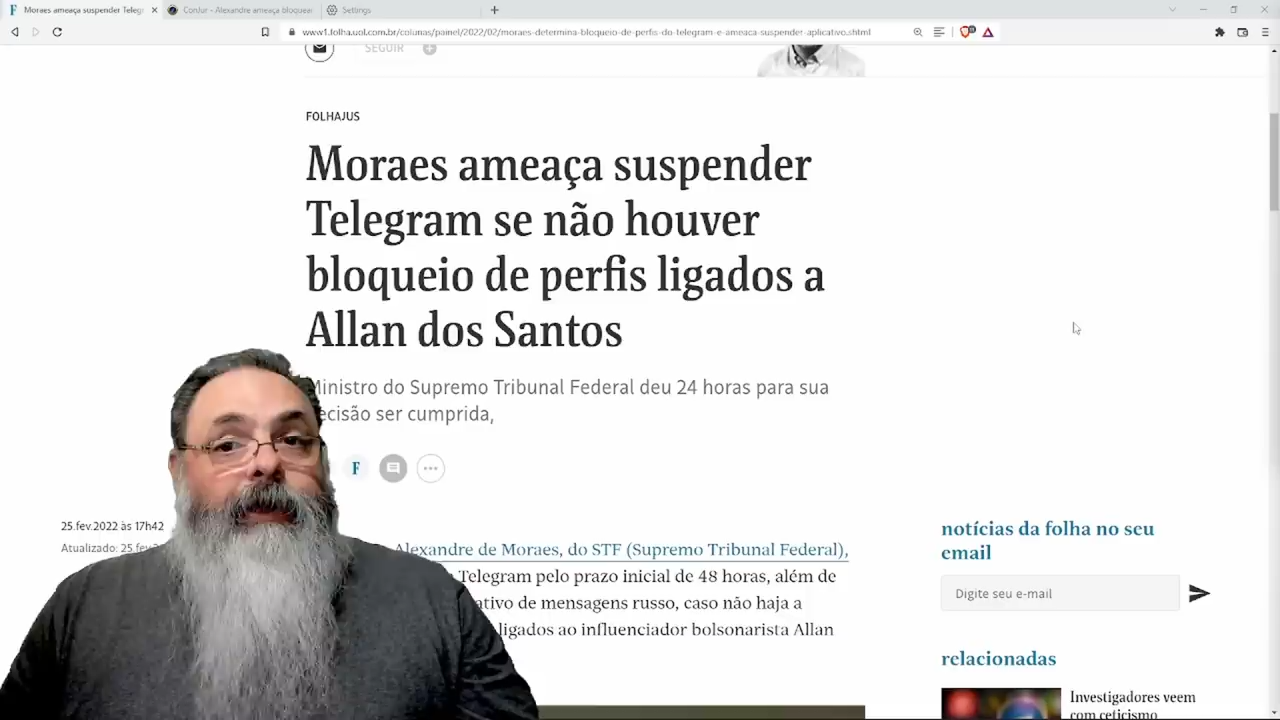 Moraes ameaça suspender Telegr
ConJur - Alexandre ameaça bloquear
Settings
www1.folha.uol.com.br/colunas/painel/2022/02/moraes-determina-bloqueio-de-perfis-do-telegram-e-ameaca-suspender-aplicativo.shtml
SEGUIR
FOLHAJUS
Moraes ameaça suspender
Telegram se não houver
bloqueio de perfis ligados a
Allan dos Santos
Ministro do Supremo Tribunal Federal deu 24 horas para sua
decisão ser cumprida,
F
25.fev.2022 às 17h42
Atualizado: 25
Alexandre de Moraes, do STF (Supremo Tribunal Federal),
Telegram pelo prazo inicial de 48 horas, além de
de mensagens russo, caso não haja a
ligados ao influenciador bolsonarista Allan
notícias da folha no seu
email
Digite seu e-mail
relacionadas
Investigadores veem
com ceticismo